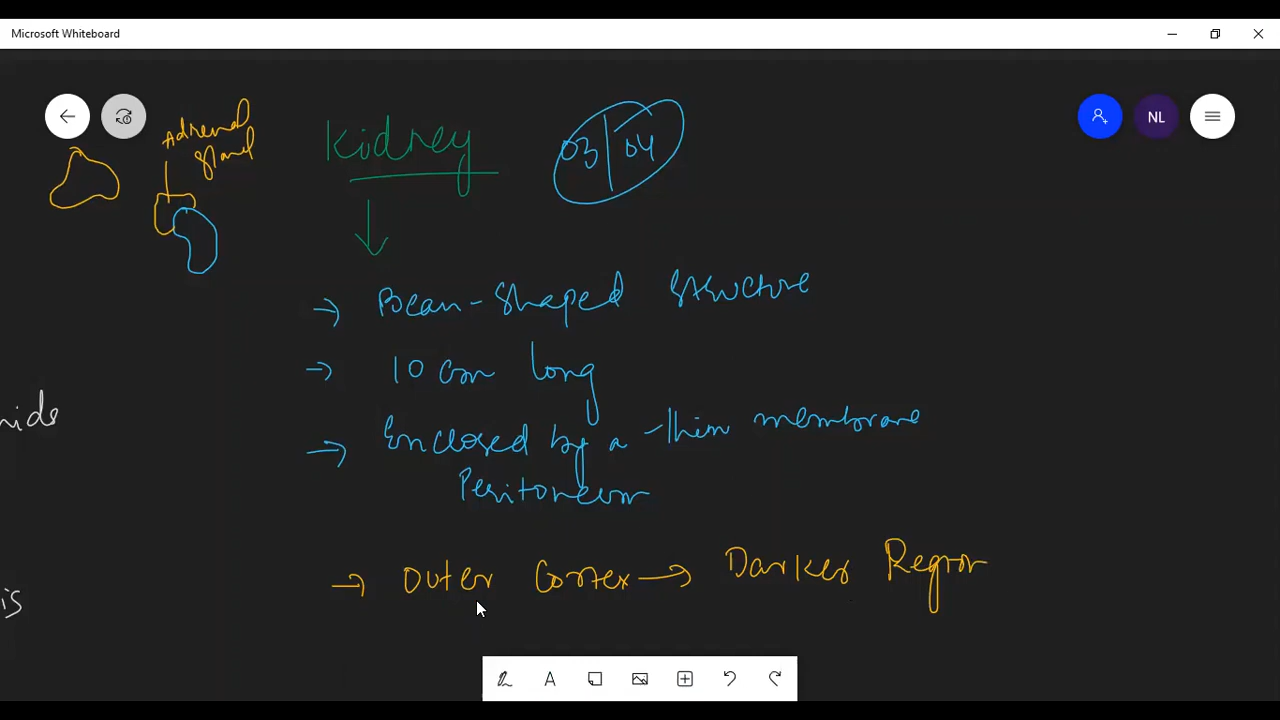 Microsoft Whiteboard
NL
Adrenal
gland
Kidney
03 | 04
→ Bean-shaped structure
→ 10 cm long
→ Enclosed by a thin membrane
Peritoneum
→ Outer Cortex → Darker Region
is